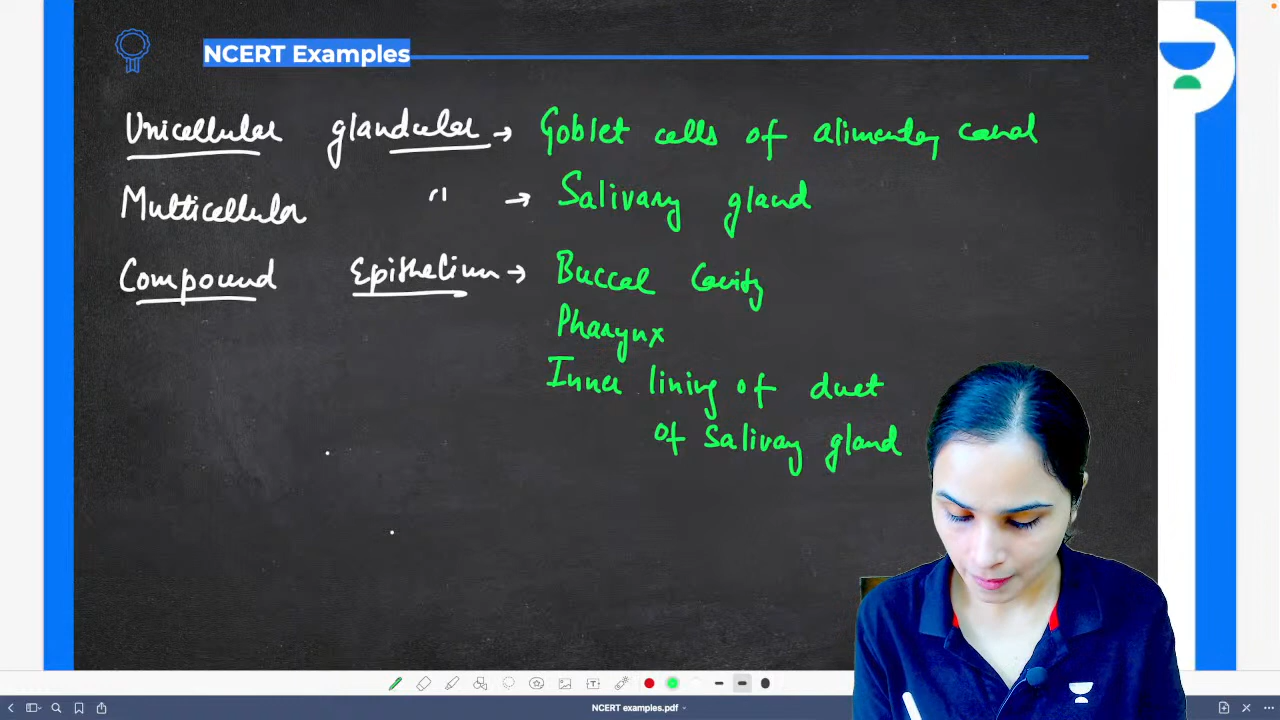 NCERT Examples
Unicellular glandular → Goblet cells of alimentary canal
Multicellular " → Salivary gland
Compound Epithelium → Buccal Cavity
Pharynx
Inner lining of duct
of Salivary gland
NCERT examples.pdf